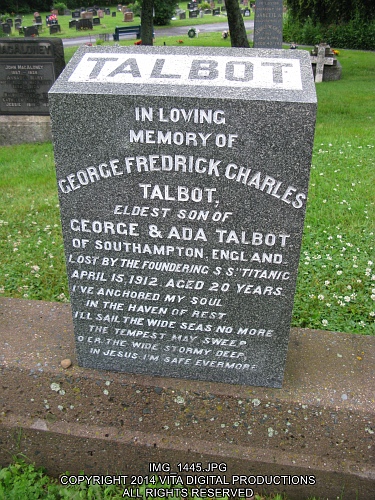 TALBOT
IN LOVING
MEMORY OF
GEORGE FREDRICK CHARLES
TALBOT,
ELDEST SON OF
GEORGE & ADA TALBOT
OF SOUTHAMPTON, ENGLAND.
LOST BY THE FOUNDERING S.S. TITANIC
APRIL 15, 1912, AGED 20 YEARS.
I'VE ANCHORED MY SOUL
IN THE HAVEN OF REST
I'LL SAIL THE WIDE SEAS NO MORE
THE TEMPEST MAY SWEEP
O'ER THE WIDE STORMY DEEP,
IN JESUS I'M SAFE EVERMORE
IMG_1445.JPG
COPYRIGHT 2014 VITA DIGITAL PRODUCTIONS
ALL RIGHTS RESERVED